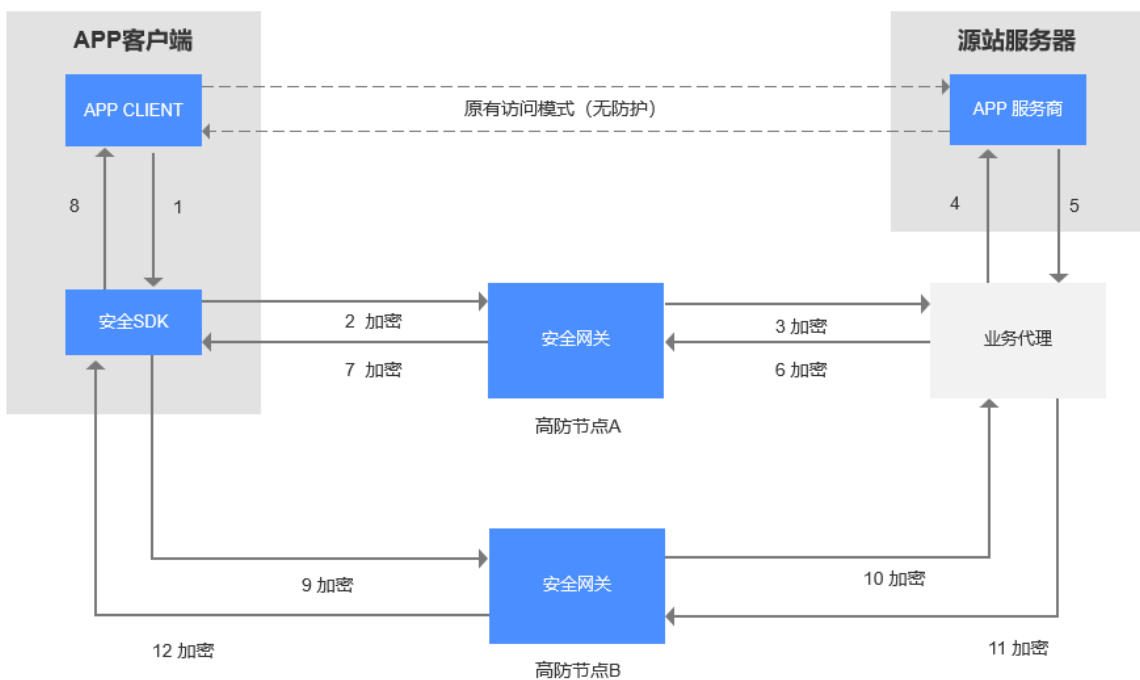 APP客户端
源站服务器
APP CLIENT
原有访问模式（无防护）
APP 服务商
8
1
4
5
安全SDK
2 加密
7 加密
安全网关
3 加密
6 加密
业务代理
高防节点A
9 加密
安全网关
10 加密
12 加密
11 加密
高防节点B